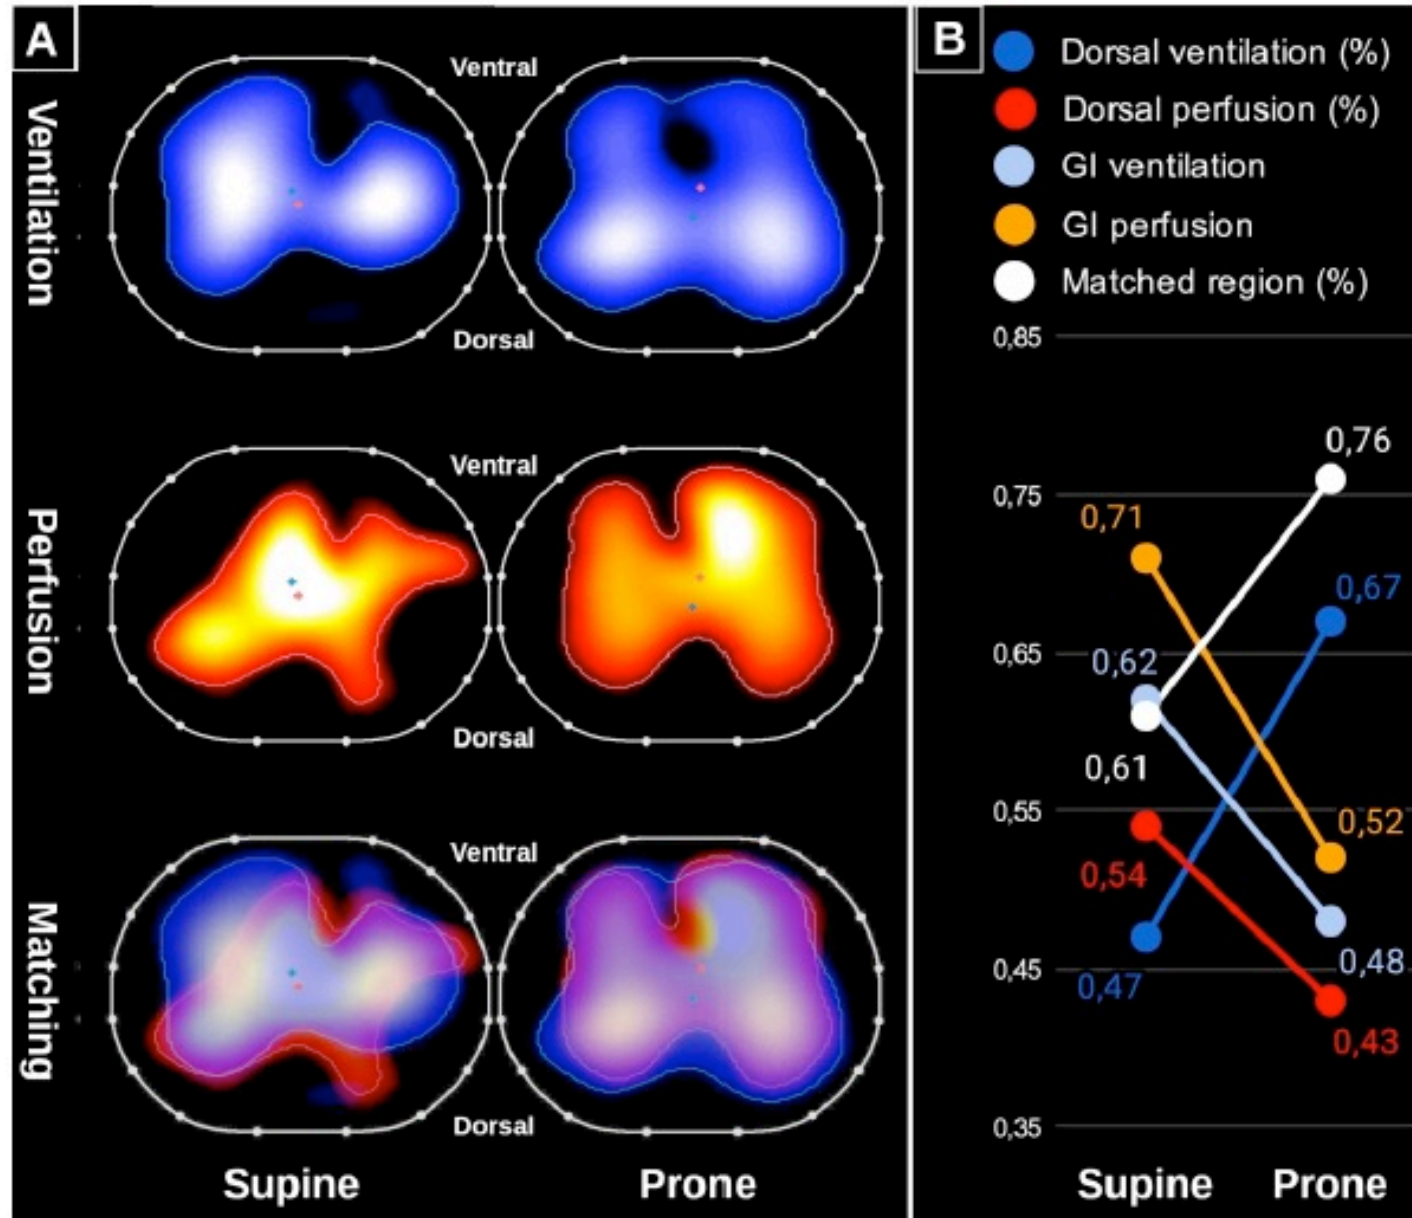 A
Ventilation
Ventral
Dorsal
Perfusion
Ventral
Dorsal
Matching
Ventral
Dorsal
Supine
Prone
B
Dorsal ventilation (%)
Dorsal perfusion (%)
GI ventilation
GI perfusion
Matched region (%)
0,85
0,76
0,75
0,71
0,67
0,65
0,62
0,61
0,55
0,52
0,54
0,48
0,45
0,47
0,43
0,35
Supine
Prone